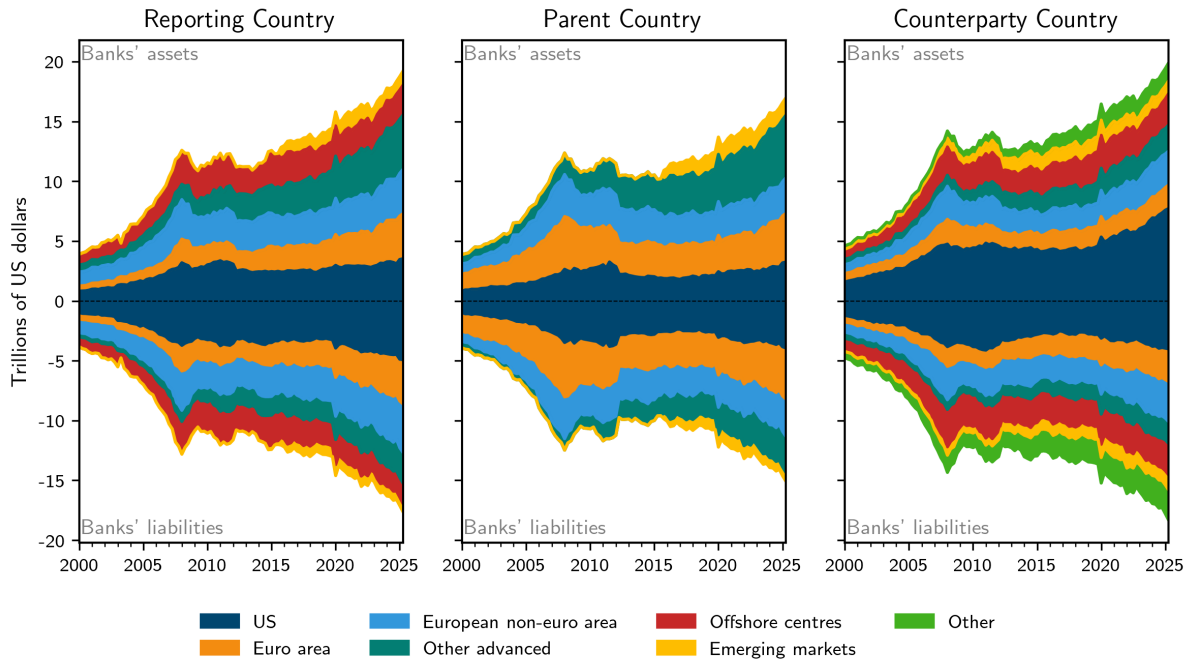 Reporting Country
Parent Country
Counterparty Country
Trillions of US dollars
20
15
10
5
0
-5
-10
-15
-20
Banks' assets
Banks' liabilities
2000 2005 2010 2015 2020 2025
Banks' assets
Banks' liabilities
2000 2005 2010 2015 2020 2025
Banks' assets
Banks' liabilities
2000 2005 2010 2015 2020 2025
US
Euro area
European non-euro area
Other advanced
Offshore centres
Emerging markets
Other